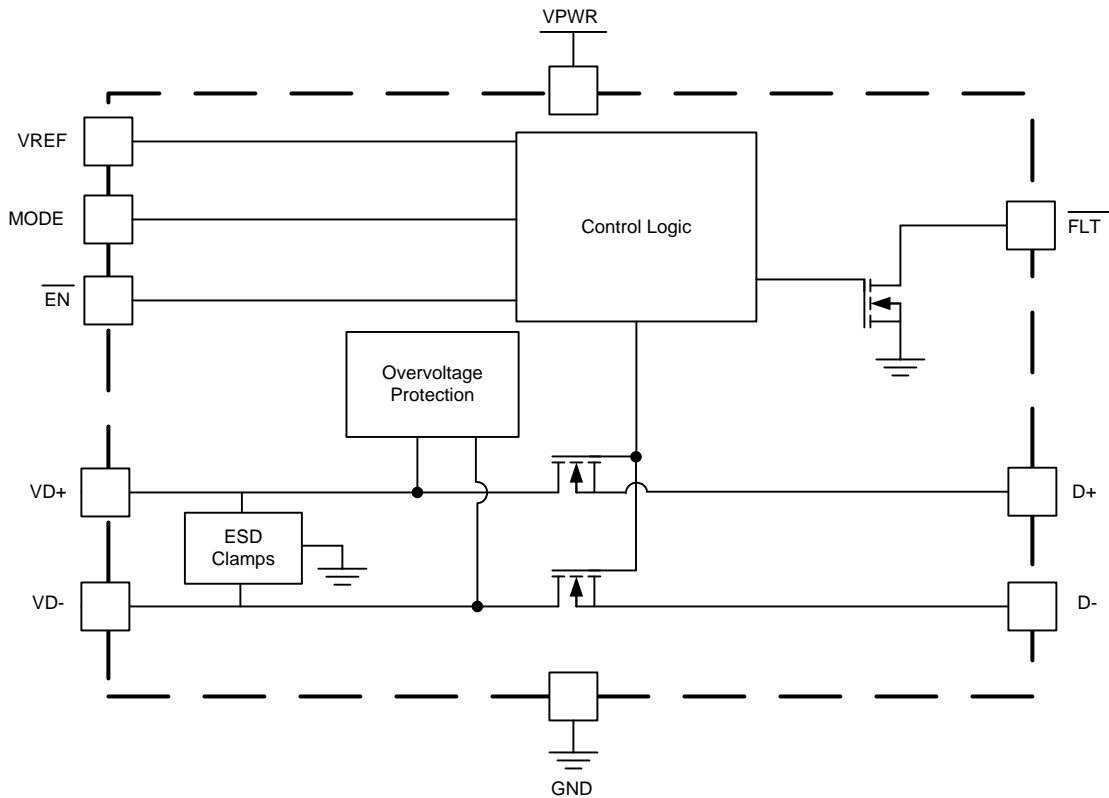 VPWR
VREF
MODE
Control Logic
FLT
EN
Overvoltage
Protection
VD+
D+
ESD
Clamps
VD-
D-
GND